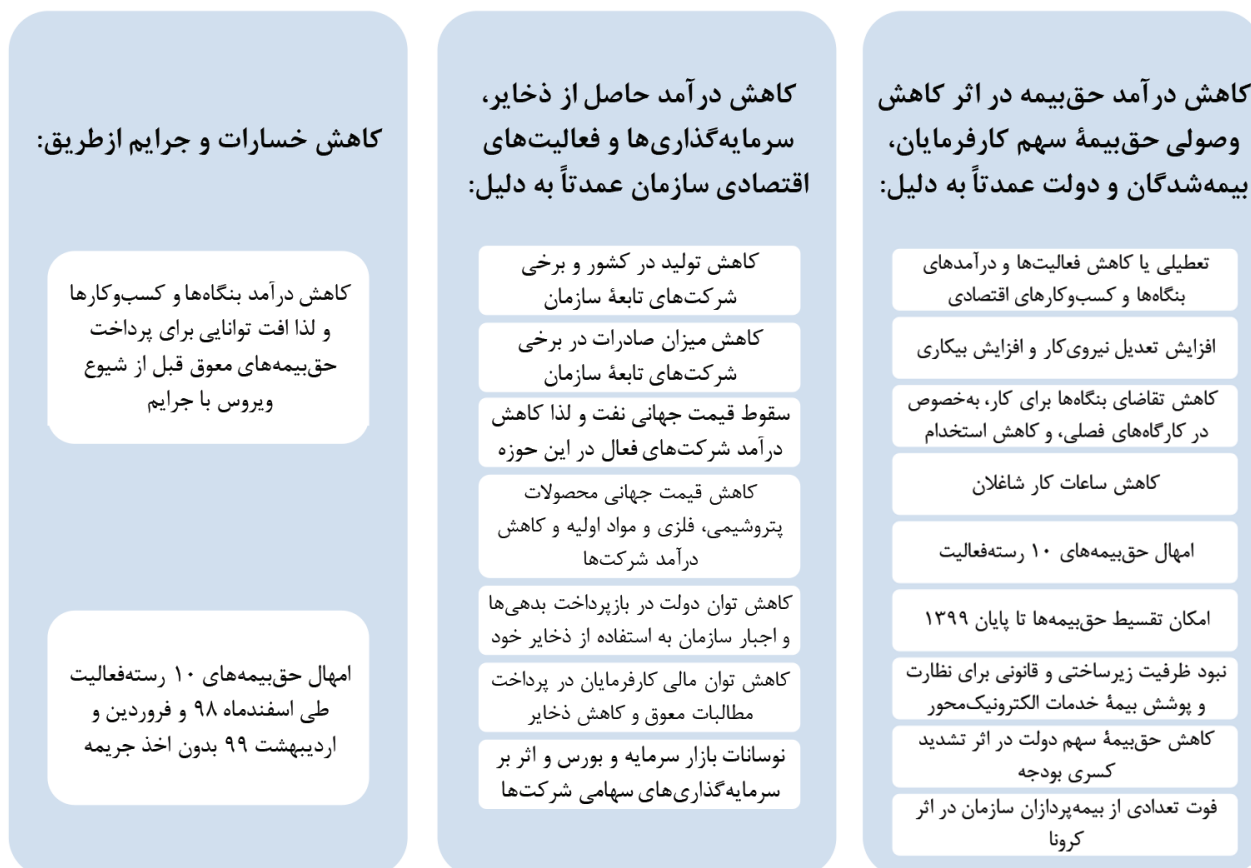 کاهش درآمد حق‌بیمه در اثر کاهش
وصولی حق‌بیمهٔ سهم کارفرمایان،
بیمه‌شدگان و دولت عمدتاً به دلیل:
تعطیلی یا کاهش فعالیت‌ها و درآمدهای
بنگاه‌ها و کسب‌وکارهای اقتصادی
افزایش تعدیل نیروی‌کار و افزایش بیکاری
کاهش تقاضای بنگاه‌ها برای کار، به‌خصوص
در کارگاه‌های فصلی، و کاهش استخدام
کاهش ساعات کار شاغلان
امهال حق‌بیمه‌های ۱۰ رسته‌فعالیت
امکان تقسیط حق‌بیمه‌ها تا پایان ۱۳۹۹
نبود ظرفیت زیرساختی و قانونی برای نظارت
و پوشش بیمهٔ خدمات الکترونیک‌محور
کاهش حق‌بیمهٔ سهم دولت در اثر تشدید
کسری بودجه
فوت تعدادی از بیمه‌پردازان سازمان در اثر
کرونا
کاهش درآمد حاصل از ذخایر،
سرمایه‌گذاری‌ها و فعالیت‌های
اقتصادی سازمان عمدتاً به دلیل:
کاهش تولید در کشور و برخی
شرکت‌های تابعهٔ سازمان
کاهش میزان صادرات در برخی
شرکت‌های تابعهٔ سازمان
سقوط قیمت جهانی نفت و لذا کاهش
درآمد شرکت‌های فعال در این حوزه
کاهش قیمت جهانی محصولات
پتروشیمی، فلزی و مواد اولیه و کاهش
درآمد شرکت‌ها
کاهش توان دولت در بازپرداخت بدهی‌ها
و اجبار سازمان به استفاده از ذخایر خود
کاهش توان مالی کارفرمایان در پرداخت
مطالبات معوق و کاهش ذخایر
نوسانات بازار سرمایه و بورس و اثر بر
سرمایه‌گذاری‌های سهامی شرکت‌ها
کاهش خسارات و جرایم ازطریق:
کاهش درآمد بنگاه‌ها و کسب‌وکارها
و لذا افت توانایی برای پرداخت
حق‌بیمه‌های معوق قبل از شیوع
ویروس با جرایم
امهال حق‌بیمه‌های ۱۰ رسته‌فعالیت
طی اسفندماه ۹۸ و فروردین و
اردیبهشت ۹۹ بدون اخذ جریمه